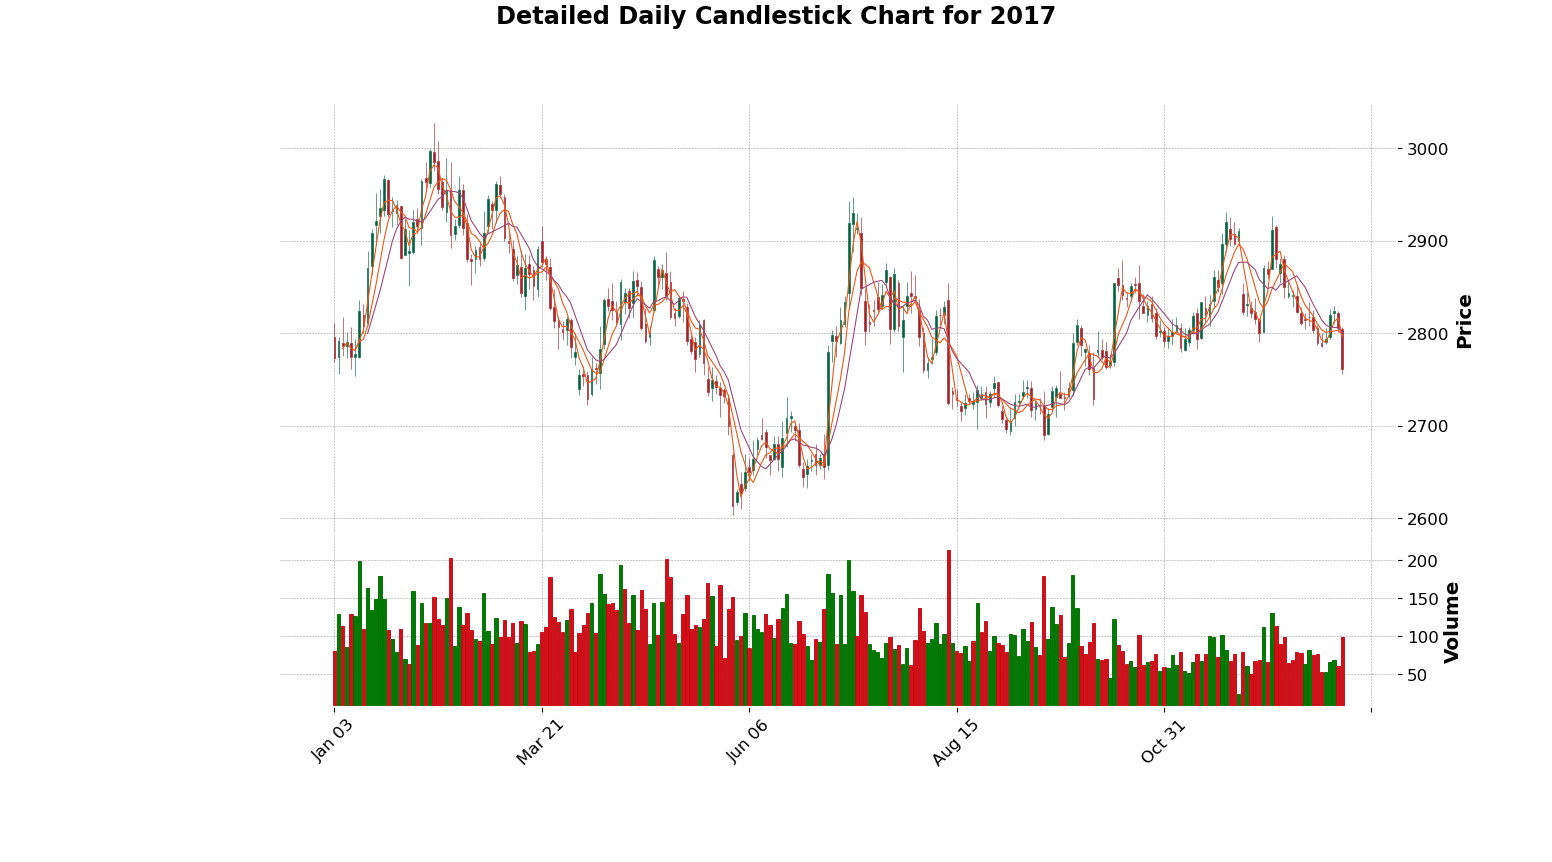 Detailed Daily Candlestick Chart for 2017
3000
2900
2800
2700
2600
Price
200
150
100
50
Volume
Jan 03
Mar 21
Jun 06
Aug 15
Oct 31